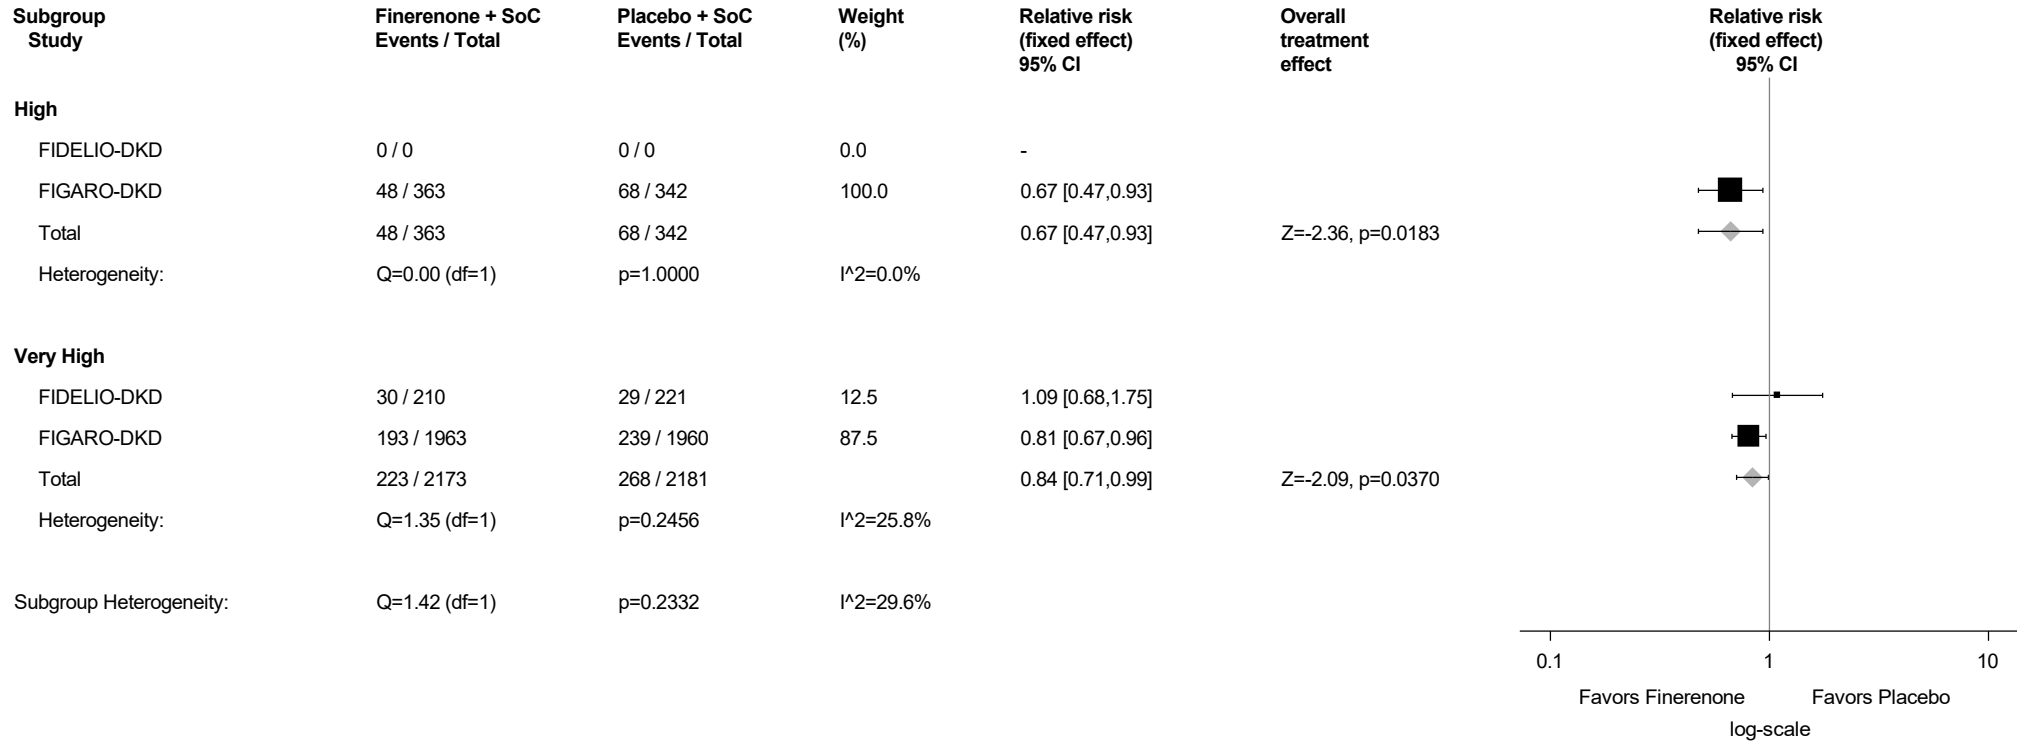 Subgroup Finerenone + SoC Placebo + SoC Weight Relative risk Overall Relative risk
Study Events / Total Events / Total (%) (fixed effect) treatment (fixed effect)
95% CI effect 95% CI
High
FIDELIO-DKD 0 / 0 0 / 0 0.0 -
FIGARO-DKD 48 / 363 68 / 342 100.0 0.67 [0.47,0.93]
Total 48 / 363 68 / 342 0.67 [0.47,0.93] Z=-2.36, p=0.0183
Heterogeneity: Q=0.00 (df=1) p=1.0000 I^2=0.0%
Very High
FIDELIO-DKD 30 / 210 29 / 221 12.5 1.09 [0.68,1.75]
FIGARO-DKD 193 / 1963 239 / 1960 87.5 0.81 [0.67,0.96]
Total 223 / 2173 268 / 2181 0.84 [0.71,0.99] Z=-2.09, p=0.0370
Heterogeneity: Q=1.35 (df=1) p=0.2456 I^2=25.8%
Subgroup Heterogeneity: Q=1.42 (df=1) p=0.2332 I^2=29.6%
0.1 1 10
Favors Finerenone Favors Placebo
log-scale